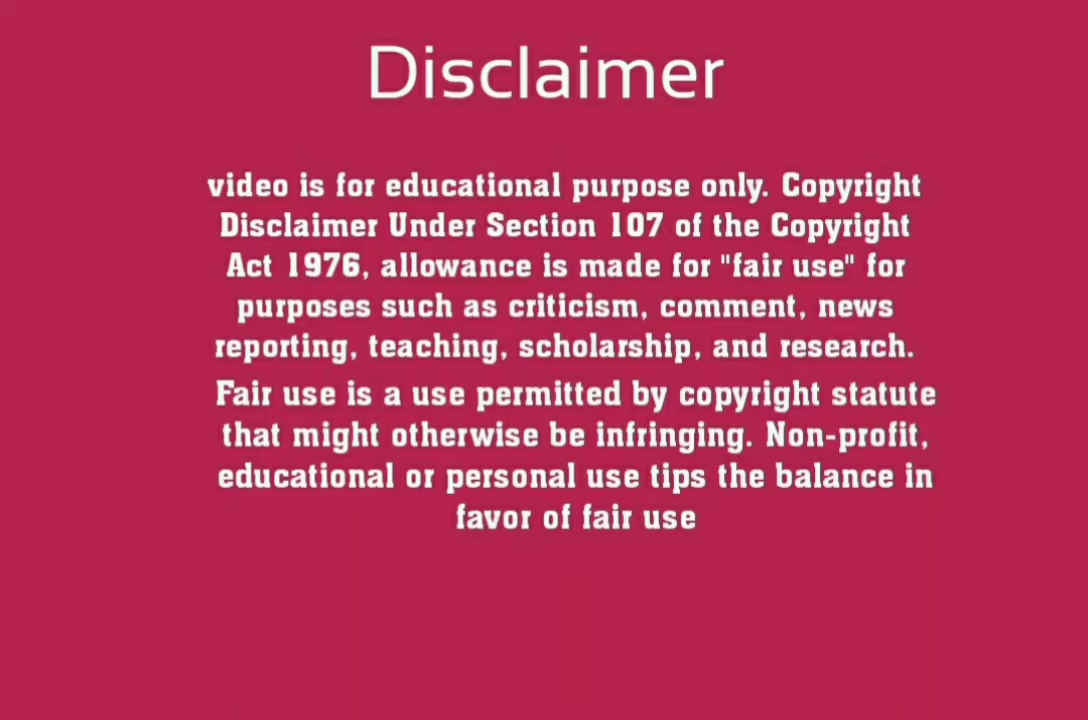 Disclaimer
video is for educational purpose only. Copyright
Disclaimer Under Section 107 of the Copyright
Act 1976, allowance is made for "fair use" for
purposes such as criticism, comment, news
reporting, teaching, scholarship, and research.
Fair use is a use permitted by copyright statute
that might otherwise be infringing. Non-profit,
educational or personal use tips the balance in
favor of fair use